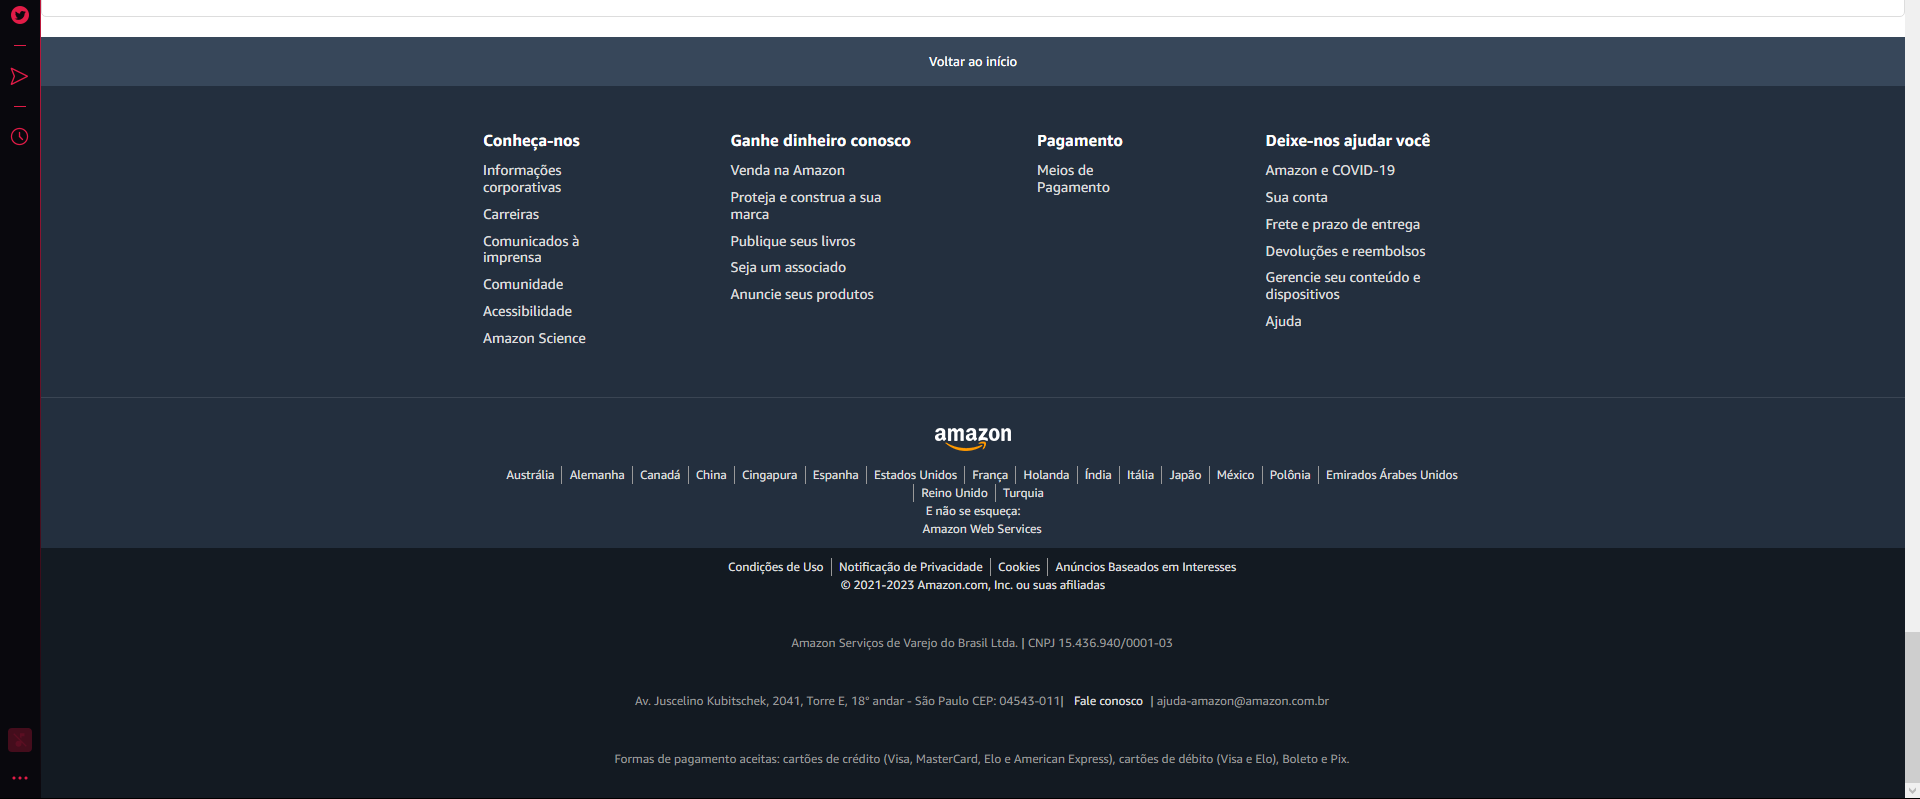 Voltar ao início
Conheça-nos
Informações
corporativas
Carreiras
Comunicados à
imprensa
Comunidade
Acessibilidade
Amazon Science
Ganhe dinheiro conosco
Venda na Amazon
Proteja e construa a sua
marca
Publique seus livros
Seja um associado
Anuncie seus produtos
Pagamento
Meios de
Pagamento
Deixe-nos ajudar você
Amazon e COVID-19
Sua conta
Frete e prazo de entrega
Devoluções e reembolsos
Gerencie seu conteúdo e
dispositivos
Ajuda
amazon
Austrália | Alemanha | Canadá | China | Cingapura | Espanha | Estados Unidos | França | Holanda | Índia | Itália | Japão | México | Polônia | Emirados Árabes Unidos
| Reino Unido | Turquia
E não se esqueça:
Amazon Web Services
Condições de Uso | Notificação de Privacidade | Cookies | Anúncios Baseados em Interesses
© 2021-2023 Amazon.com, Inc. ou suas afiliadas
Amazon Serviços de Varejo do Brasil Ltda. | CNPJ 15.436.940/0001-03
Av. Juscelino Kubitschek, 2041, Torre E, 18° andar - São Paulo CEP: 04543-011| Fale conosco | ajuda-amazon@amazon.com.br
Formas de pagamento aceitas: cartões de crédito (Visa, MasterCard, Elo e American Express), cartões de débito (Visa e Elo), Boleto e Pix.